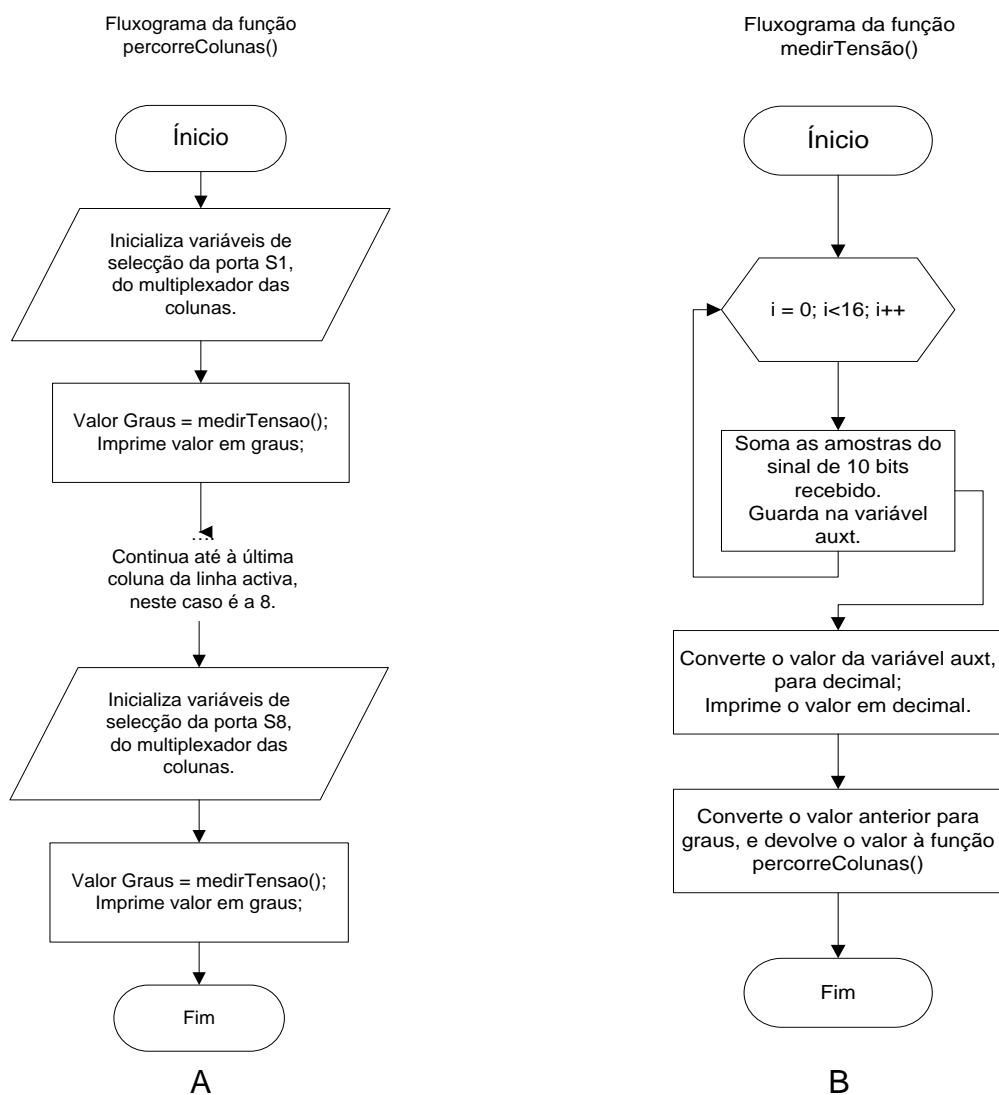 Fluxograma da função
percorreColunas()
Ínicio
Inicializa variáveis de
selecção da porta S1,
do multiplexador das
colunas.
Valor Graus = medirTensao();
Imprime valor em graus;
....
Continua até à última
coluna da linha activa,
neste caso é a 8.
Inicializa variáveis de
selecção da porta S8,
do multiplexador das
colunas.
Valor Graus = medirTensao();
Imprime valor em graus;
Fim
A
Fluxograma da função
medirTensão()
Ínicio
i = 0; i<16; i++
Soma as amostras do
sinal de 10 bits
recebido.
Guarda na variável
auxt.
Converte o valor da variável auxt,
para decimal;
Imprime o valor em decimal.
Converte o valor anterior para
graus, e devolve o valor à função
percorreColunas()
Fim
B